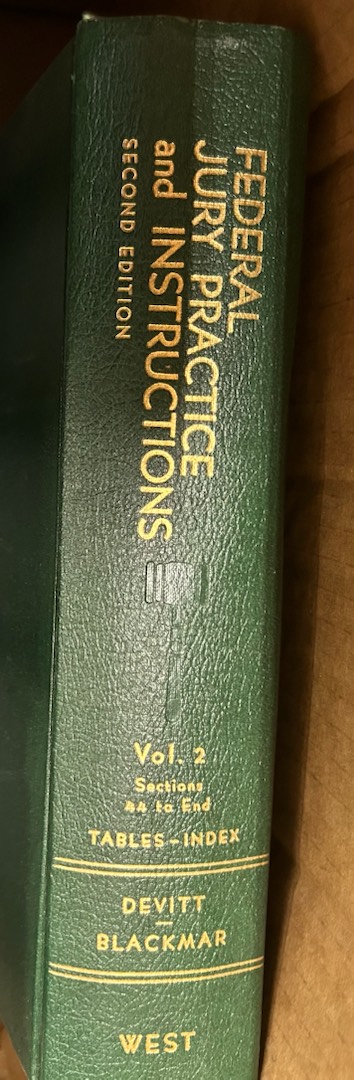 FEDERAL
JURY PRACTICE
and INSTRUCTIONS
SECOND EDITION
Vol. 2
Sections
44 to End
TABLES-INDEX
DEVITT
—
BLACKMAR
WEST